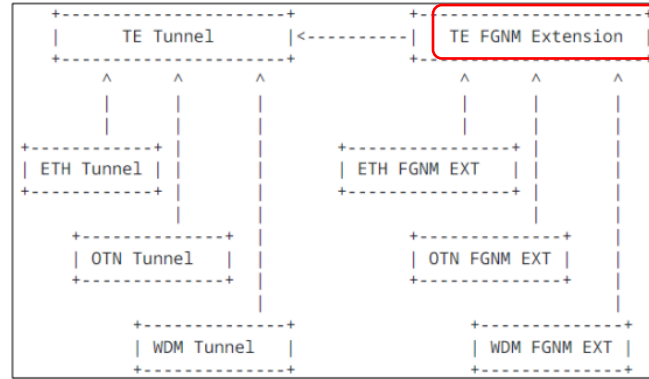 TE Tunnel
TE FGNM Extension
ETH Tunnel
ETH FGNM EXT
OTN Tunnel
OTN FGNM EXT
WDM Tunnel
WDM FGNM EXT